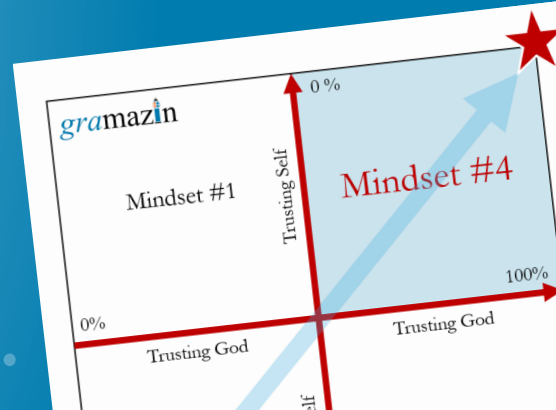 gramazin
0 %
Trusting Self
Mindset #1
Mindset #4
0%
100%
Trusting God
Trusting God